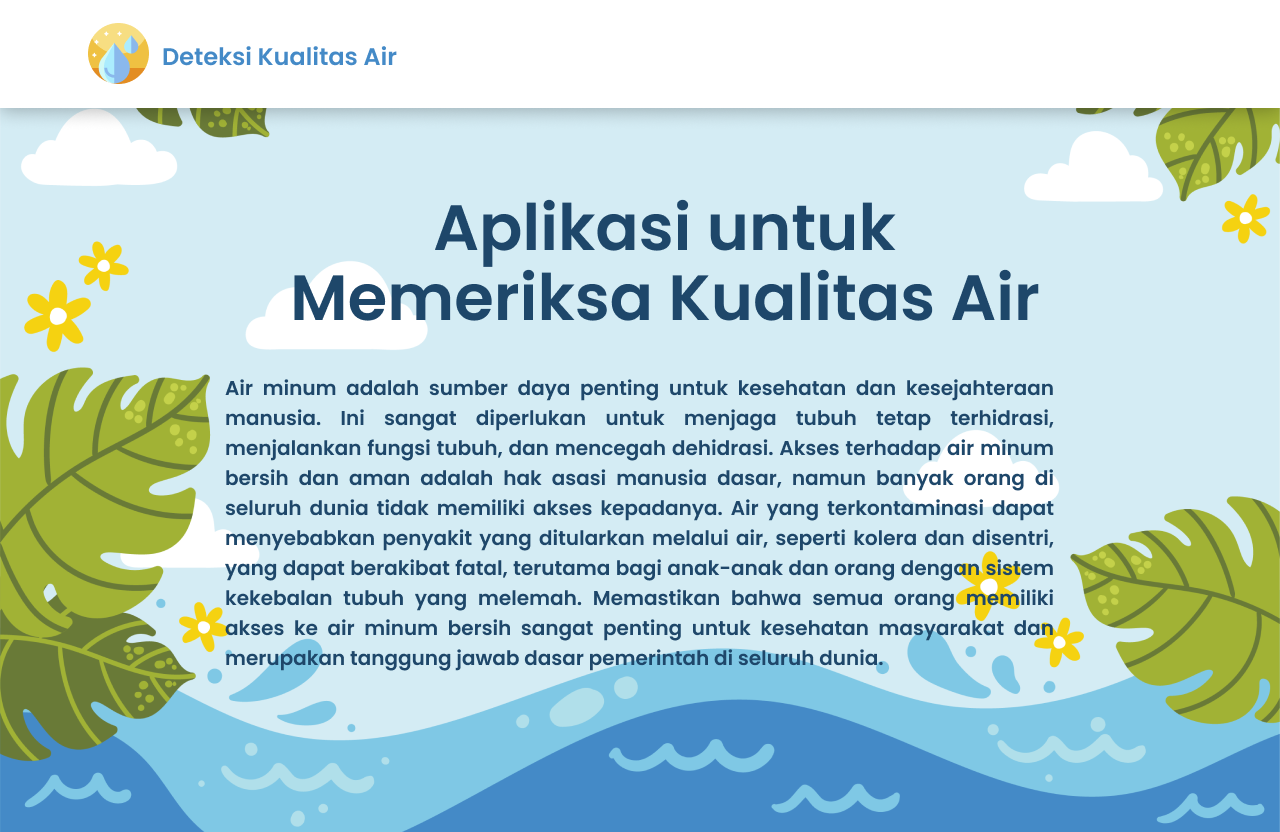 Deteksi Kualitas Air
Aplikasi untuk
Memeriksa Kualitas Air
Air minum adalah sumber daya penting untuk kesehatan dan kesejahteraan
manusia. Ini sangat diperlukan untuk menjaga tubuh tetap terhidrasi,
menjalankan fungsi tubuh, dan mencegah dehidrasi. Akses terhadap air minum
bersih dan aman adalah hak asasi manusia dasar, namun banyak orang di
seluruh dunia tidak memiliki akses kepadanya. Air yang terkontaminasi dapat
menyebabkan penyakit yang ditularkan melalui air, seperti kolera dan disentri,
yang dapat berakibat fatal, terutama bagi anak-anak dan orang dengan sistem
kekebalan tubuh yang melemah. Memastikan bahwa semua orang memiliki
akses ke air minum bersih sangat penting untuk kesehatan masyarakat dan
merupakan tanggung jawab dasar pemerintah di seluruh dunia.